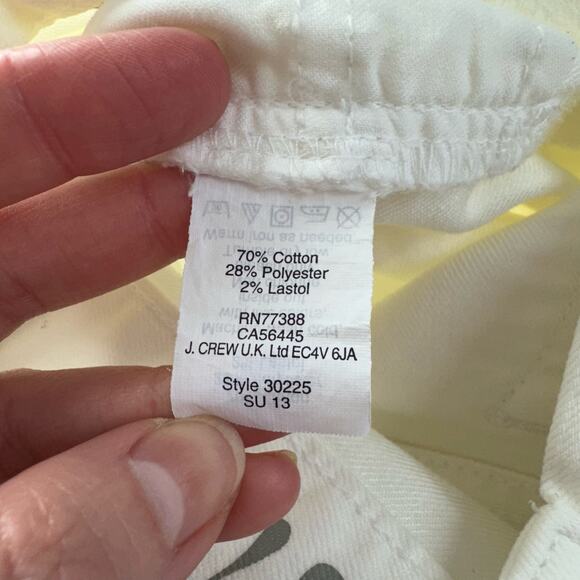 70% Cotton
28% Polyester
2% Lastol
RN77388
CA56445
J. CREW U.K. Ltd EC4V 6JA
Style 30225
SU 13